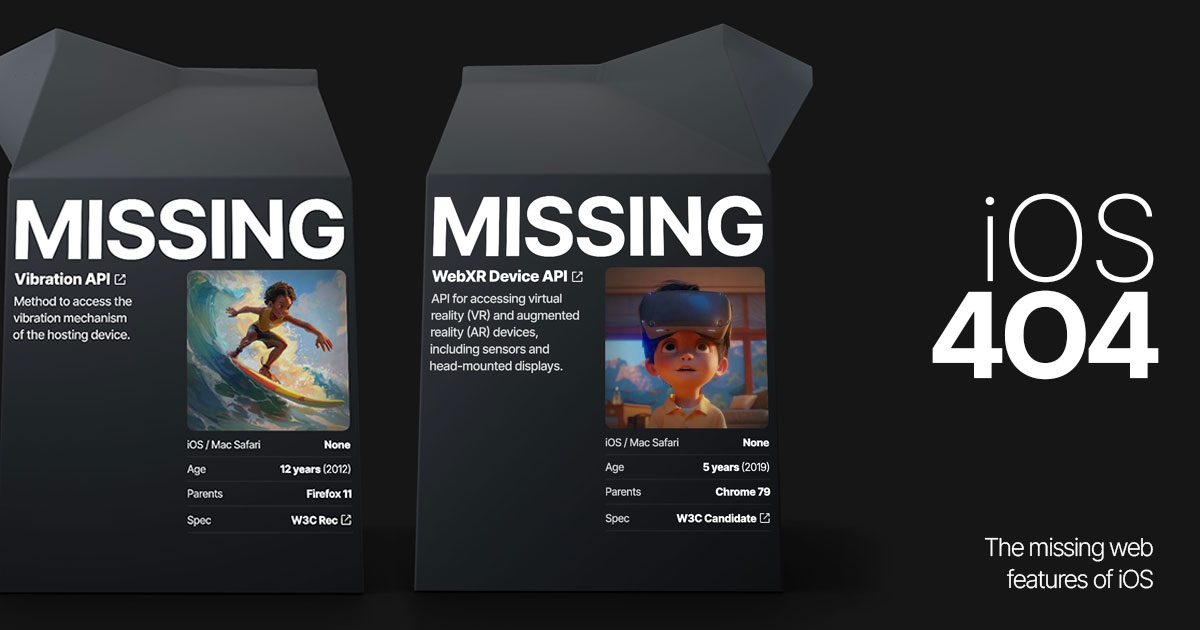 MISSING
Vibration API
Method to access the
vibration mechanism
of the hosting device.
iOS / Mac Safari None
Age 12 years (2012)
Parents Firefox 11
Spec W3C Rec
MISSING
WebXR Device API
API for accessing virtual
reality (VR) and augmented
reality (AR) devices,
including sensors and
head-mounted displays.
iOS / Mac Safari None
Age 5 years (2019)
Parents Chrome 79
Spec W3C Candidate
iOS
404
The missing web
features of iOS